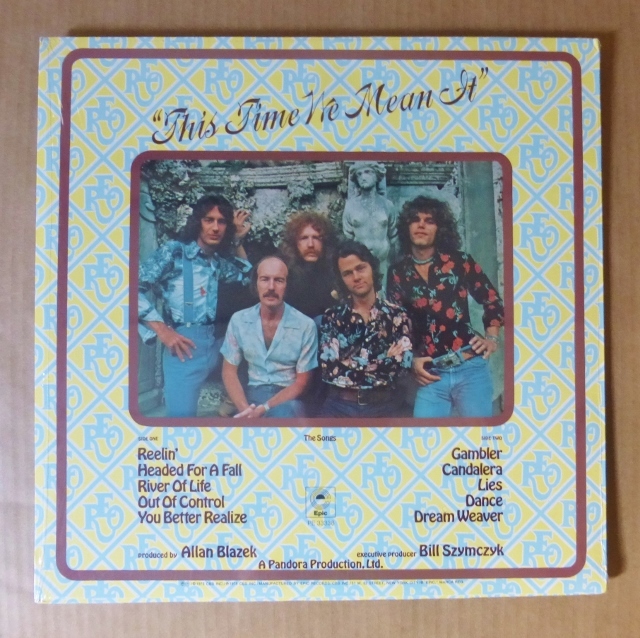 "This Time We Mean It"
SIDE ONE
The Songs
SIDE TWO
Reelin'
Headed For A Fall
River Of Life
Out Of Control
You Better Realize
Gambler
Candalera
Lies
Dance
Dream Weaver
Epic
produced by Allan Blazek
executive producer Bill Szymczyk
A Pandora Production, Ltd.
REO